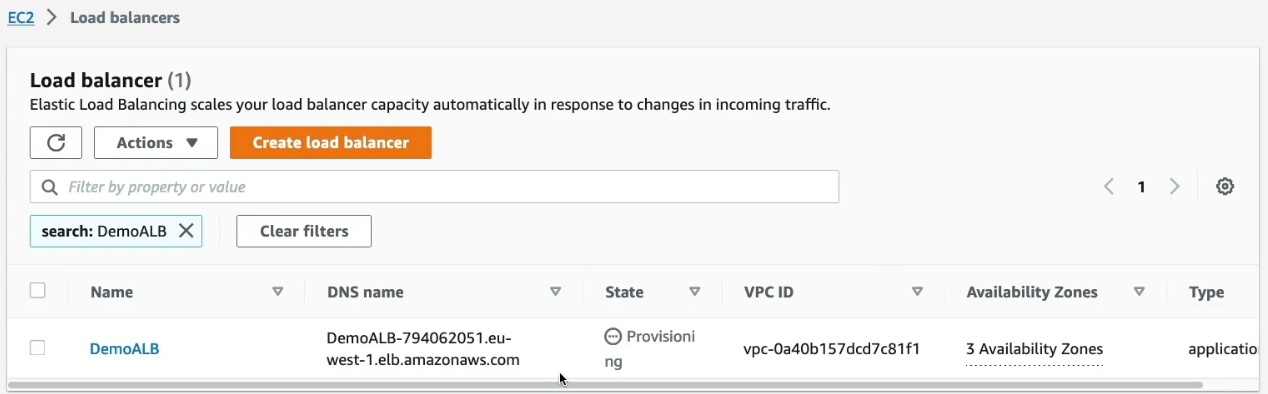 EC2 > Load balancers
Load balancer (1)
Elastic Load Balancing scales your load balancer capacity automatically in response to changes in incoming traffic.
Actions Create load balancer
Filter by property or value 1
search: DemoALB Clear filters
Name DNS name State VPC ID Availability Zones Type
DemoALB DemoALB-794062051.eu- Provisioni vpc-0a40b157dcd7c81f1 3 Availability Zones applicatio
west-1.elb.amazonaws.com ng